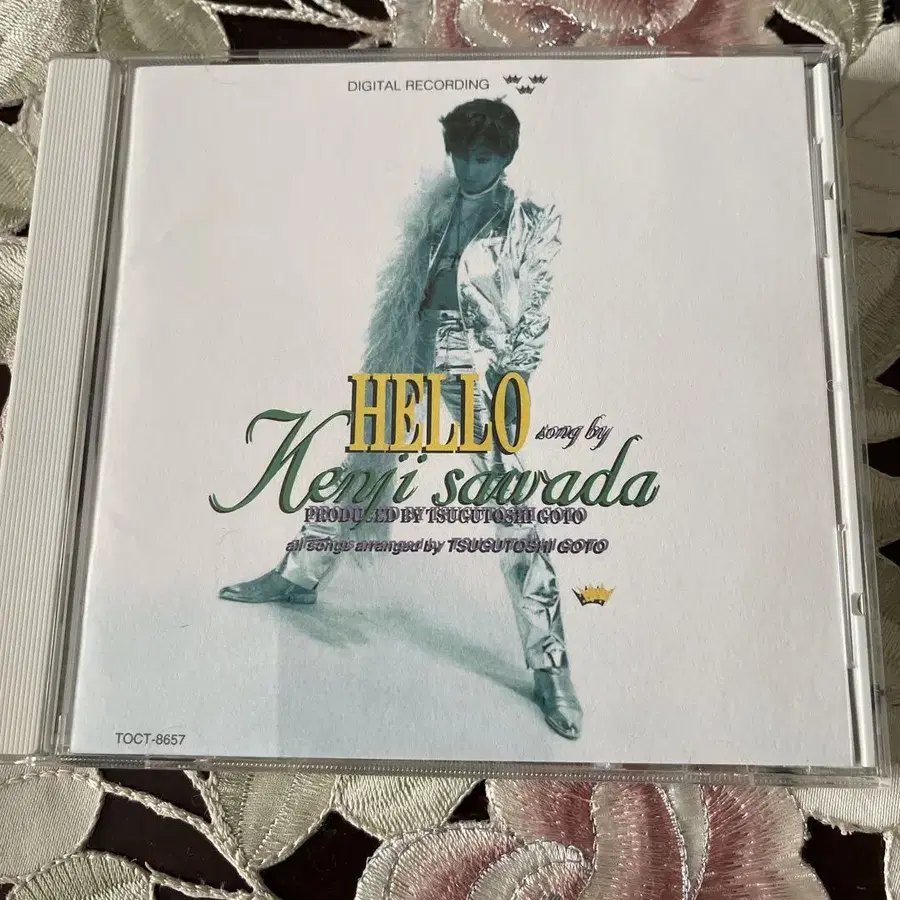 DIGITAL RECORDING
HELLO song by
Kenji sawada
PRODUCED BY TSUGUTOSHI GOTO
all songs arranged by TSUGUTOSHI GOTO
TOCT-8657